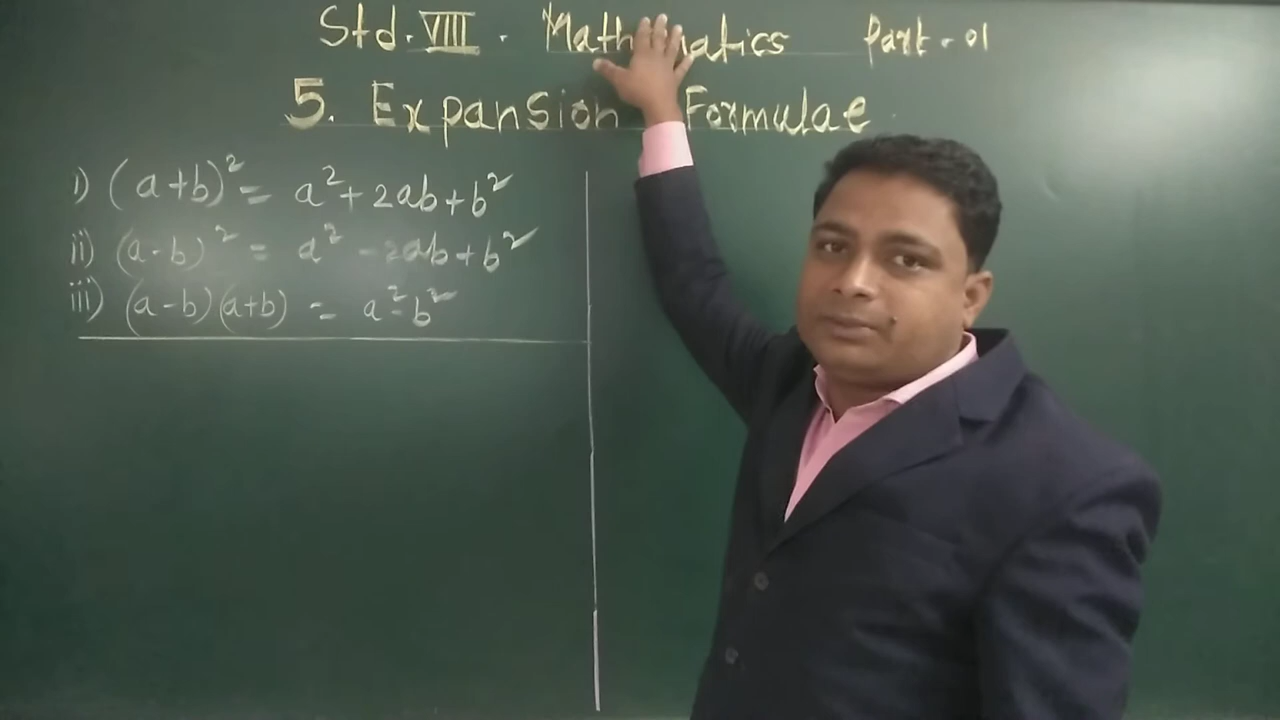 Std. VIII. Mathematics Part-01
5. Expansion Formulae
i) (a+b)² = a²+2ab+b²
ii) (a-b)² = a²-2ab+b²
iii) (a-b)(a+b) = a²-b²